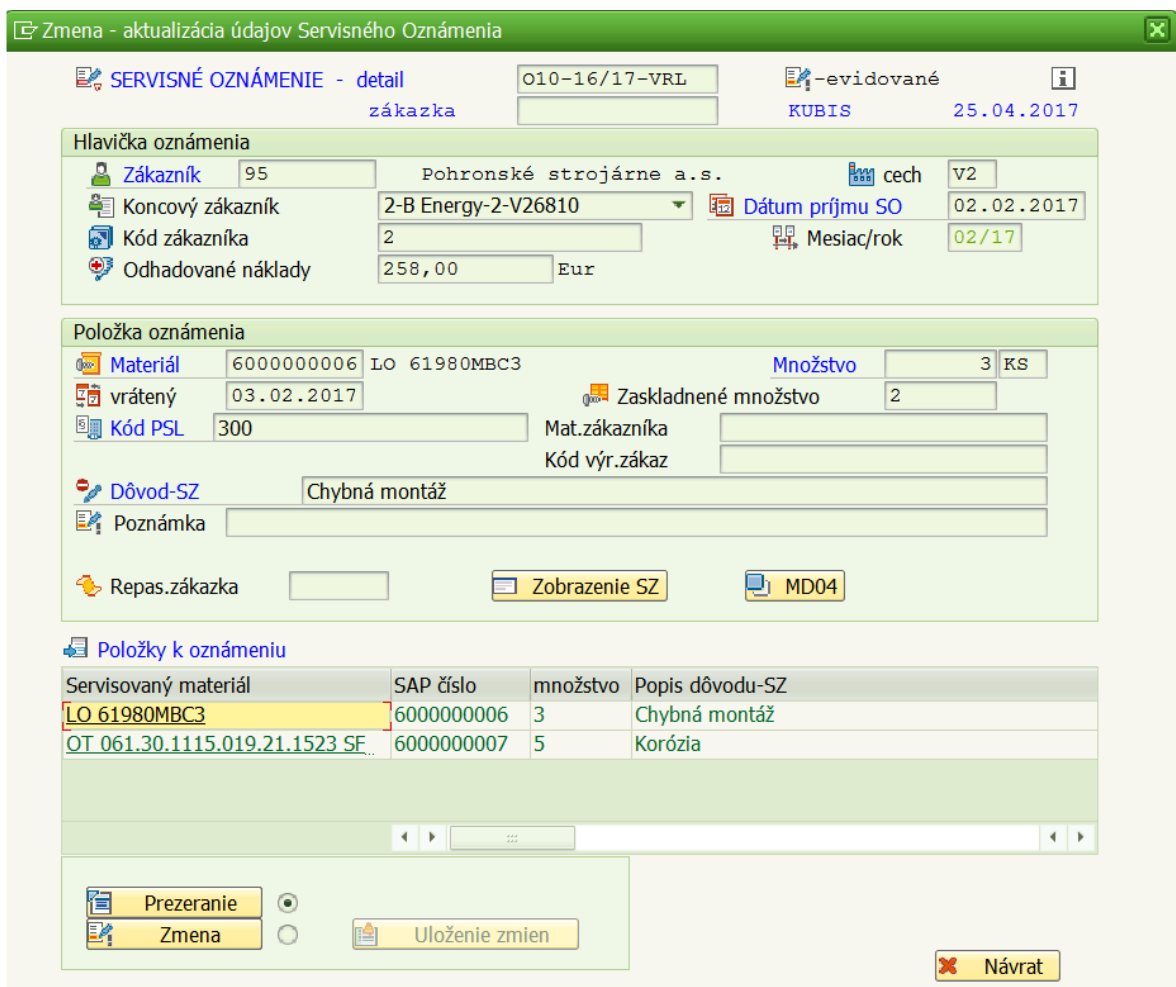 Zmena - aktualizácia údajov Servisného Oznámenia
SERVISNÉ OZNÁMENIE - detail O10-16/17-VRL -evidované
zákazka KUBIS 25.04.2017
Hlavička oznámenia
Zákazník 95 Pohronské strojárne a.s. cech V2
Koncový zákazník 2-B Energy-2-V26810 Dátum príjmu SO 02.02.2017
Kód zákazníka 2 Mesiac/rok 02/17
Odhadované náklady 258,00 Eur
Položka oznámenia
Materiál 6000000006 LO 61980MBC3 Množstvo 3 KS
vrátený 03.02.2017 Zaskladnené množstvo 2
Kód PSL 300 Mat.zákazníka
Kód výr.zákaz
Dôvod-SZ Chybná montáž
Poznámka
Repas.zákazka Zobrazenie SZ MD04
Položky k oznámeniu
Servisovaný materiál SAP číslo množstvo Popis dôvodu-SZ
LO 61980MBC3 6000000006 3 Chybná montáž
OT 061.30.1115.019.21.1523 SF... 6000000007 5 Korózia
Prezeranie
Zmena Uloženie zmien
Návrat